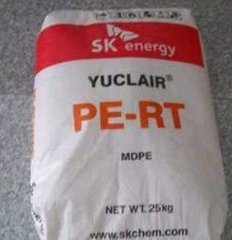 SK energy
YUCLAIR®
PE-RT
MDPE
NET WT. 25kg
www.skchem.com